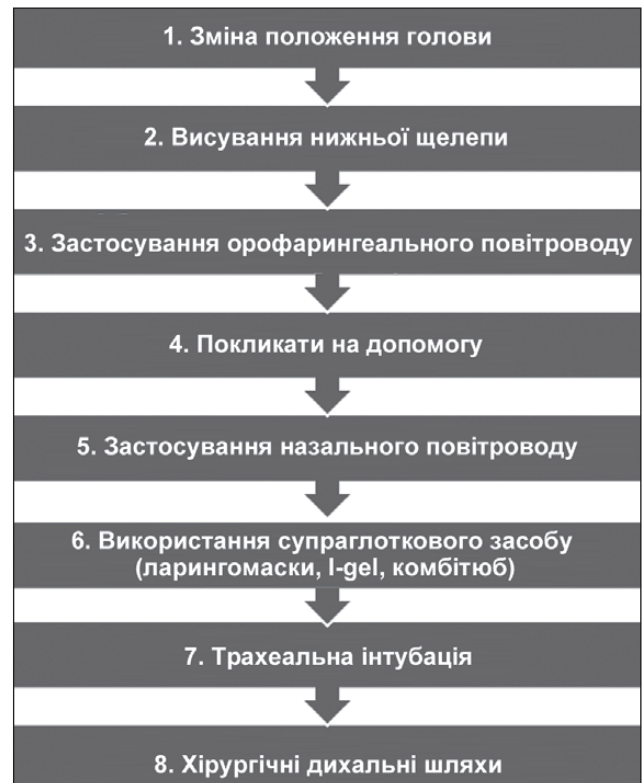 1. Зміна положення голови
2. Висування нижньої щелепи
3. Застосування орофарингеального повітроводу
4. Покликати на допомогу
5. Застосування назального повітроводу
6. Використання супраглоткового засобу
(ларингомаски, I-gel, комбітюб)
7. Трахеальна інтубація
8. Хірургічні дихальні шляхи